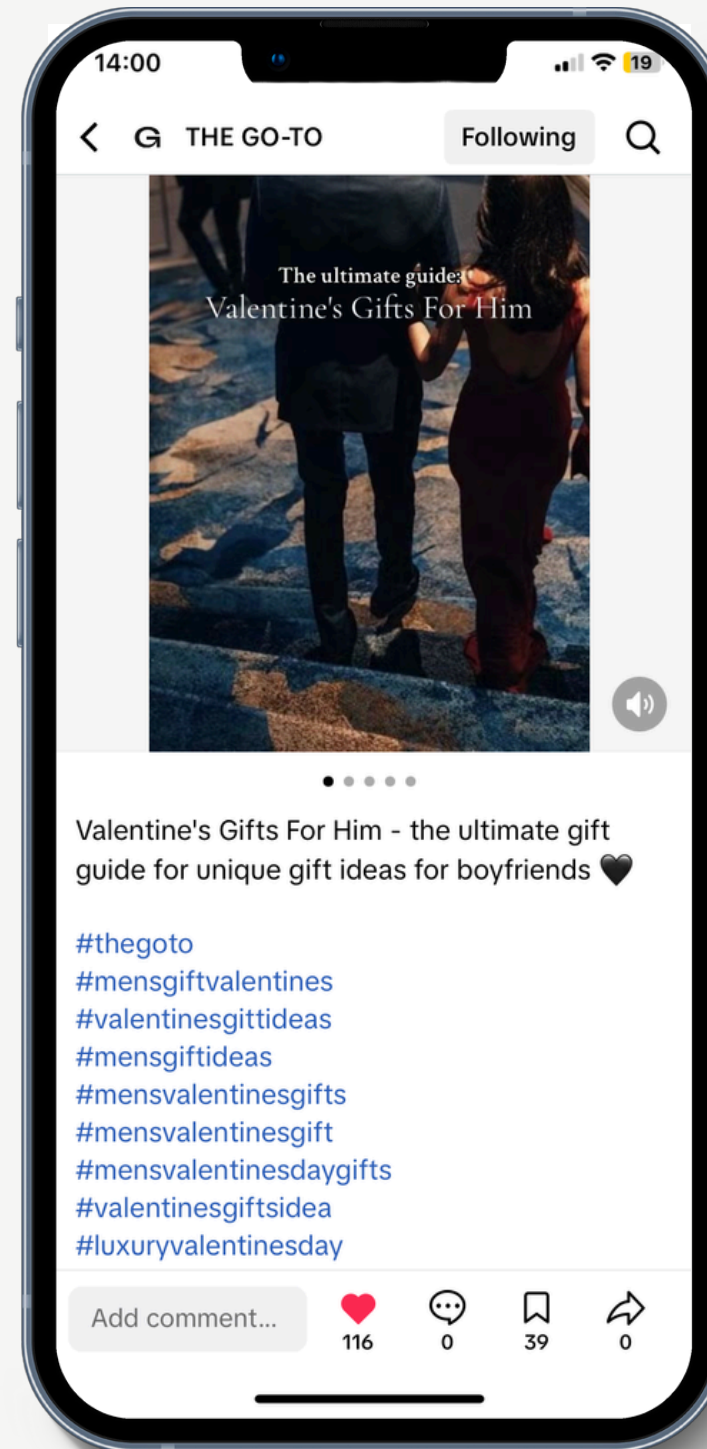 14:00
19
G THE GO-TO
Following
The ultimate guide:
Valentine's Gifts For Him
Valentine's Gifts For Him - the ultimate gift
guide for unique gift ideas for boyfriends 🖤
#thegoto
#mensgiftvalentines
#valentinesgittideas
#mensgiftideas
#mensvalentinesgifts
#mensvalentinesgift
#mensvalentinesdaygifts
#valentinesgiftsidea
#luxuryvalentinesday
Add comment...
116
0
39
0